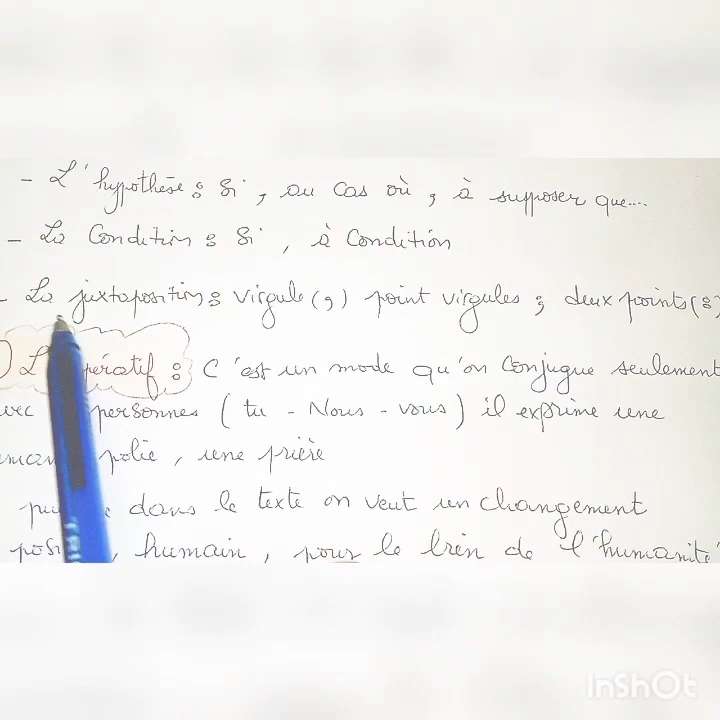 - L'hypothèse : Si , au cas où , à supposer que....
- La Condition : Si , à Condition
- La juxtaposition : virgule (,) point virgules ; deux points (:)
L' : C'est un mode qu'on conjugue seulement
personnes ( tu - Nous - vous ) il exprime une
polie , une prière
dans le texte on veut un changement
humain , pour le bien de l'humanité
InShOt